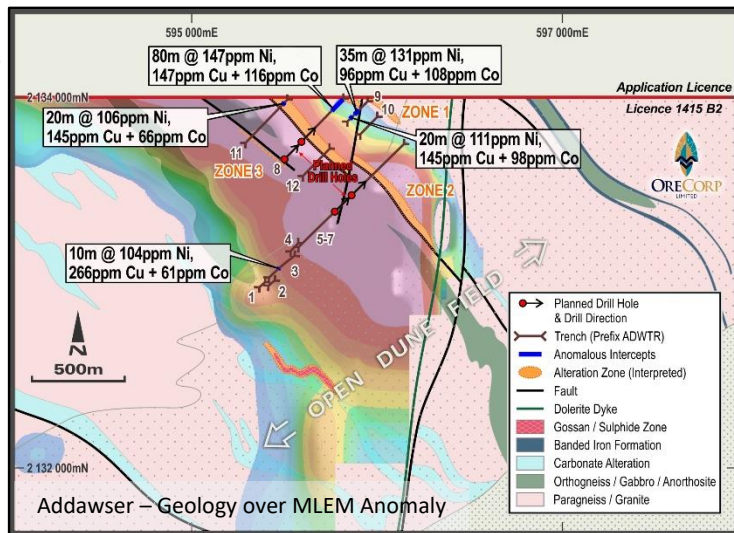 595 000mE
597 000mE
80m @ 147ppm Ni,
147ppm Cu + 116ppm Co
35m @ 131ppm Ni,
96ppm Cu + 108ppm Co
Application Licence
2 134 000mN
Licence 1415 B2
20m @ 106ppm Ni,
145ppm Cu + 66ppm Co
9
10
ZONE 1
20m @ 111ppm Ni,
145ppm Cu + 98ppm Co
11
ZONE 3
8
Planned
Drill Holes
12
ZONE 2
ORECORP
LIMITED
10m @ 104ppm Ni,
266ppm Cu + 61ppm Co
4
5-7
3
2
1
OPEN DUNE FIELD
N
500m
Planned Drill Hole
& Drill Direction
Trench (Prefix ADWTR)
Anomalous Intercepts
Alteration Zone (Interpreted)
Fault
Dolerite Dyke
Gossan / Sulphide Zone
Banded Iron Formation
Carbonate Alteration
Orthogneiss / Gabbro / Anorthosite
Paragneiss / Granite
2 132 000mN
Addawser – Geology over MLEM Anomaly